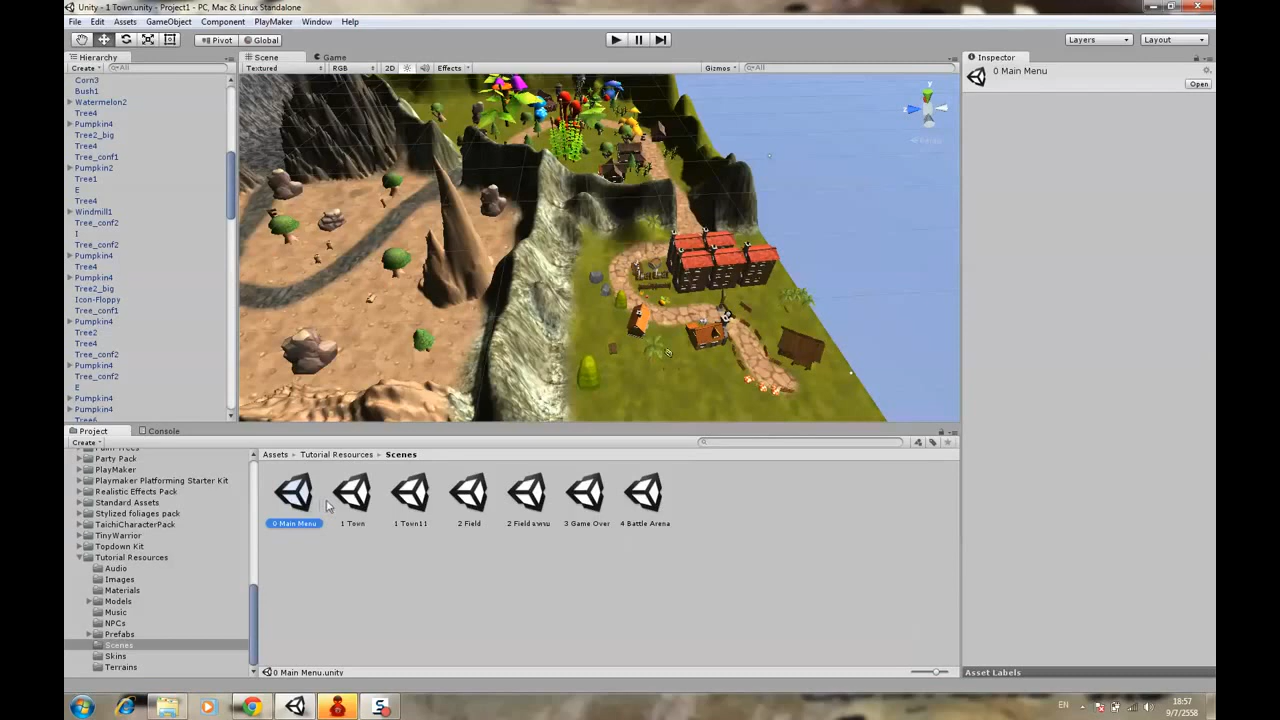 Unity - 1 Town.unity - Project1 - PC, Mac & Linux Standalone
File Edit Assets GameObject Component PlayMaker Window Help
Pivot Global Layers Layout
Hierarchy
Create All
Corn3
Bush1
Watermelon2
Tree4
Pumpkin4
Tree2_big
Tree4
Tree_conf1
Pumpkin2
Tree1
E
Tree4
Windmill1
Tree_conf2
I
Tree_conf2
Pumpkin4
Tree4
Pumpkin4
Tree2_big
Icon-Floppy
Tree_conf1
Pumpkin4
Tree2
Tree4
Tree_conf2
Pumpkin4
Tree_conf2
E
Pumpkin4
Pumpkin4
Scene Game
Textured RGB 2D Effects Gizmos All
y
Inspector
0 Main Menu
Open
Project Console
Create
Party Pack
PlayMaker
Playmaker Platforming Starter Kit
Realistic Effects Pack
Standard Assets
Stylized foliages pack
TaichiCharacterPack
TinyWarrior
Topdown Kit
Tutorial Resources
Audio
Images
Materials
Models
Music
NPCs
Prefabs
Scenes
Skins
Terrains
Assets Tutorial Resources Scenes
0 Main Menu 1 Town 1 Town11 2 Field 2 Field 3 Game Over 4 Battle Arena
0 Main Menu.unity
Asset Labels
EN
18:57
9/7/2558